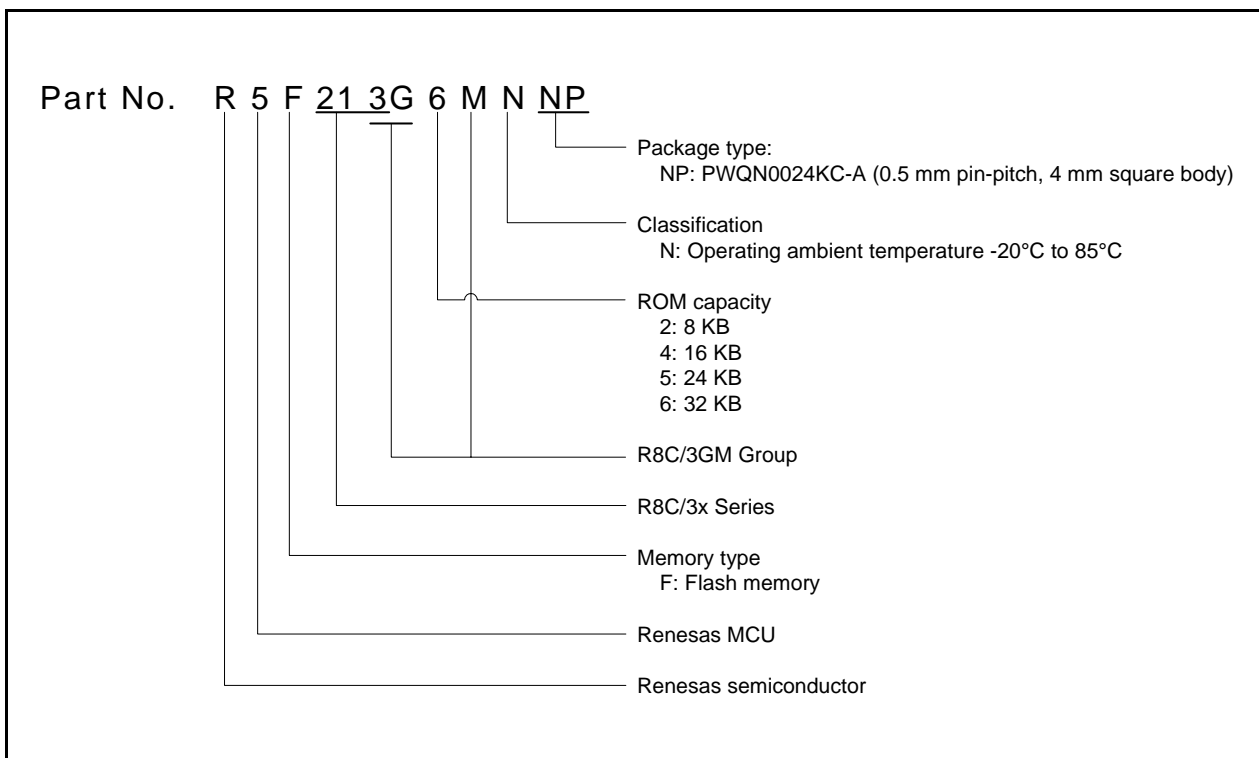 Part No. R 5 F 21 3G 6 M N NP
Package type:
NP: PWQN0024KC-A (0.5 mm pin-pitch, 4 mm square body)
Classification
N: Operating ambient temperature -20°C to 85°C
ROM capacity
2: 8 KB
4: 16 KB
5: 24 KB
6: 32 KB
R8C/3GM Group
R8C/3x Series
Memory type
F: Flash memory
Renesas MCU
Renesas semiconductor